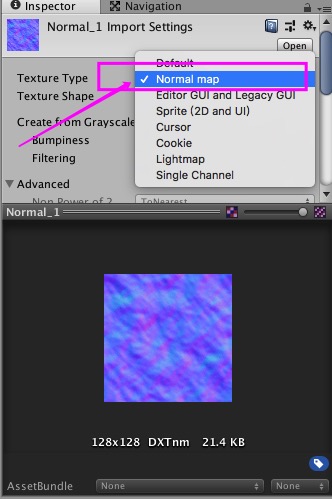 Inspector Navigation
Normal_1 Import Settings
Open
Texture Type
Default
Normal map
Texture Shape
Editor GUI and Legacy GUI
Sprite (2D and UI)
Create from Grayscale
Cursor
Bumpiness
Cookie
Filtering
Lightmap
Single Channel
Advanced
Non Power of 2 ToNearest
Normal_1
128x128 DXTnm 21.4 KB
AssetBundle None None